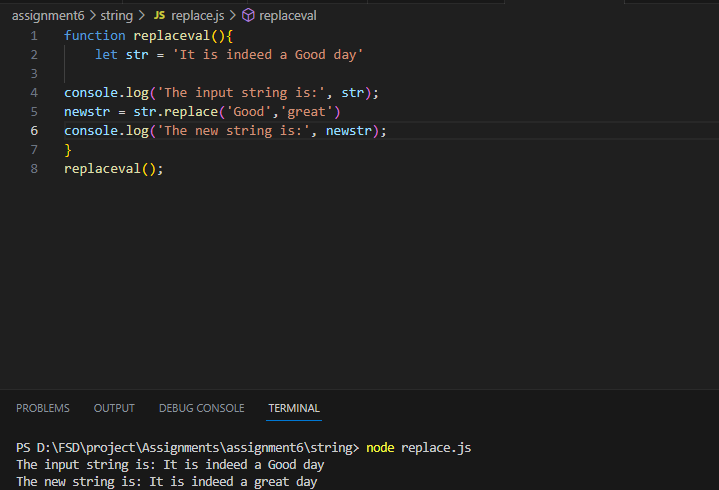 assignment6 > string > JS replace.js > replaceval
1 function replaceval(){
2     let str = 'It is indeed a Good day'
3
4 console.log('The input string is:', str);
5 newstr = str.replace('Good','great')
6 console.log('The new string is:', newstr);
7 }
8 replaceval();
PROBLEMS OUTPUT DEBUG CONSOLE TERMINAL
PS D:\FSD\project\Assignments\assignment6\string> node replace.js
The input string is: It is indeed a Good day
The new string is: It is indeed a great day